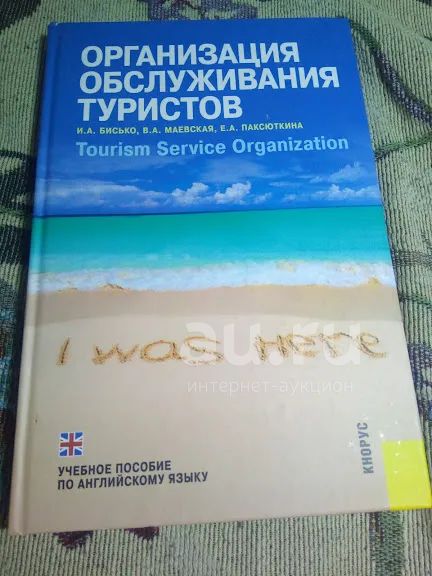 ОРГАНИЗАЦИЯ
ОБСЛУЖИВАНИЯ
ТУРИСТОВ
И.А. БИСЬКО, В.А. МАЕВСКАЯ, Е.А. ПАКСЮТКИНА
Tourism Service Organization
I was Here
au.ru
интернет-аукцион
УЧЕБНОЕ ПОСОБИЕ
ПО АНГЛИЙСКОМУ ЯЗЫКУ
КНОРУС